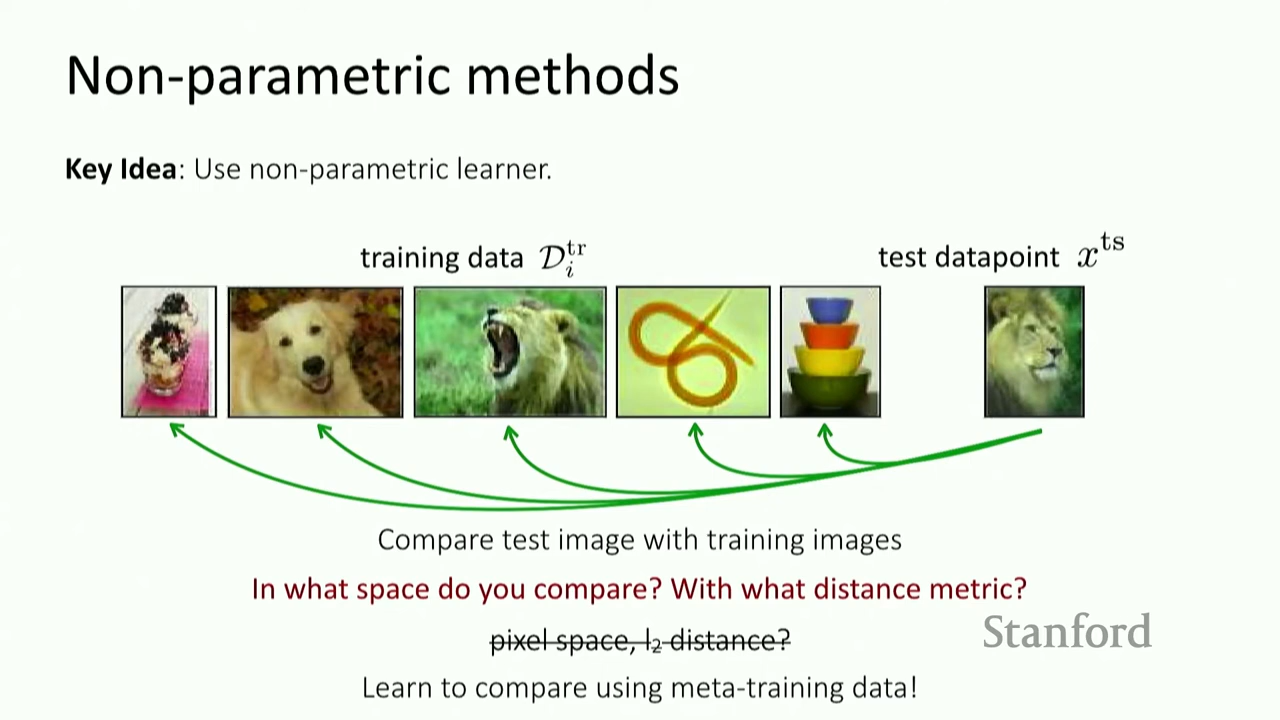 Non-parametric methods
Key Idea: Use non-parametric learner.
training data 𝒟ᵢᵗʳ
test datapoint xᵗˢ
Compare test image with training images
In what space do you compare? With what distance metric?
pixel space, l₂ distance?
Stanford
Learn to compare using meta-training data!